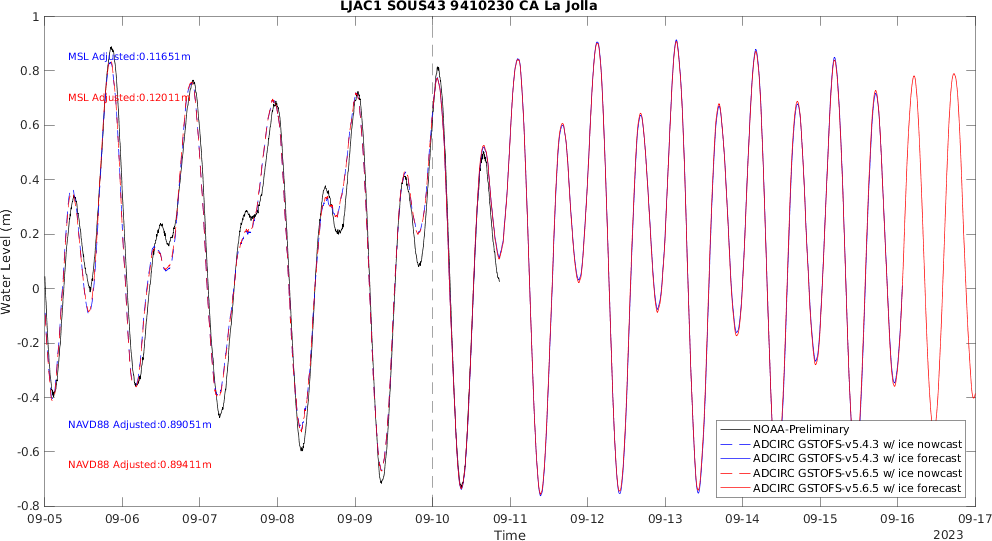 LJAC1 SOUS43 9410230 CA La Jolla
1
0.8
0.6
0.4
0.2
0
-0.2
-0.4
-0.6
-0.8
Water Level (m)
MSL Adjusted:0.11651m
MSL Adjusted:0.12011m
NAVD88 Adjusted:0.89051m
NAVD88 Adjusted:0.89411m
NOAA-Preliminary
ADCIRC GSTOFS-v5.4.3 w/ ice nowcast
ADCIRC GSTOFS-v5.4.3 w/ ice forecast
ADCIRC GSTOFS-v5.6.5 w/ ice nowcast
ADCIRC GSTOFS-v5.6.5 w/ ice forecast
09-05 09-06 09-07 09-08 09-09 09-10 09-11 09-12 09-13 09-14 09-15 09-16 09-17
Time
2023